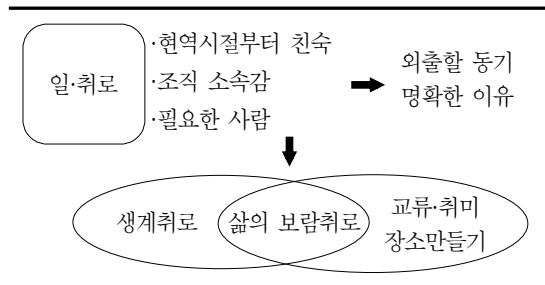 일·취로
·현역시절부터 친숙
·조직 소속감
·필요한 사람
외출할 동기
명확한 이유
생계취로
삶의 보람취로
교류·취미
장소만들기